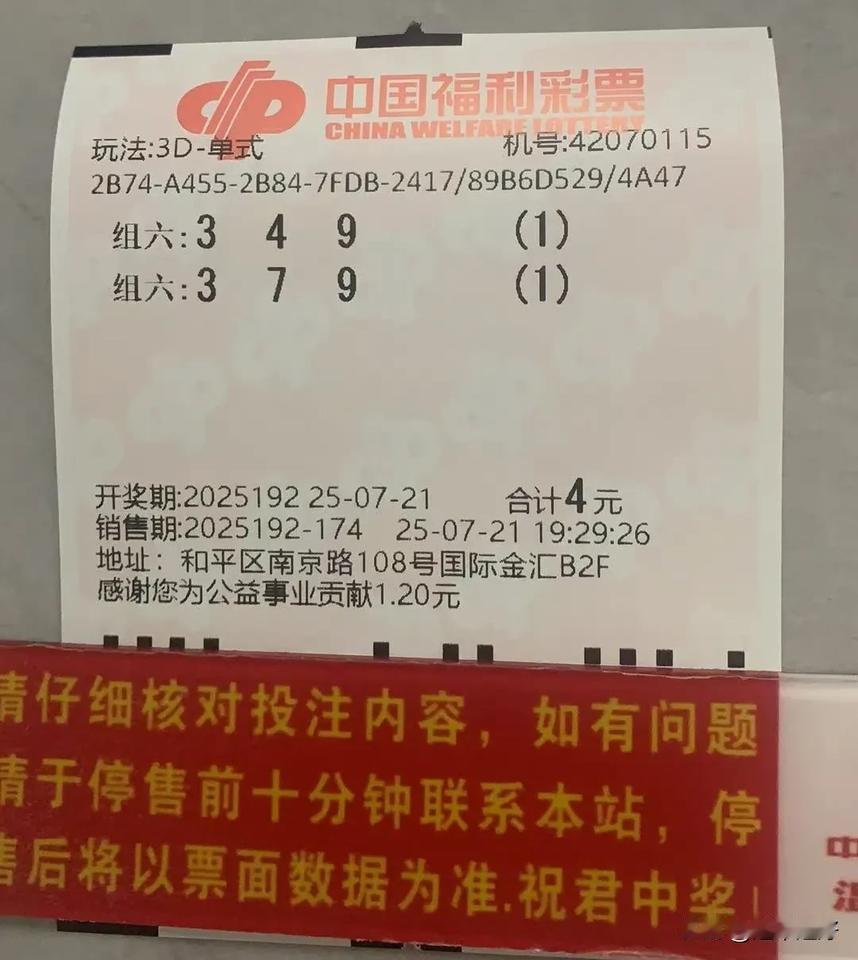 中国福利彩票
CHINA WELFARE LOTTERY
玩法:3D-单式 机号:42070115
2B74-A455-2B84-7FDB-2417/89B6D529/4A47
组六:3 4 9 (1)
组六:3 7 9 (1)
开奖期:2025192 25-07-21 合计4元
销售期:2025192-174 25-07-21 19:29:26
地址：和平区南京路108号国际金汇B2F
感谢您为公益事业贡献1.20元
请仔细核对投注内容，如有问题
请于停售前十分钟联系本站，停
售后将以票面数据为准.祝君中奖!
中